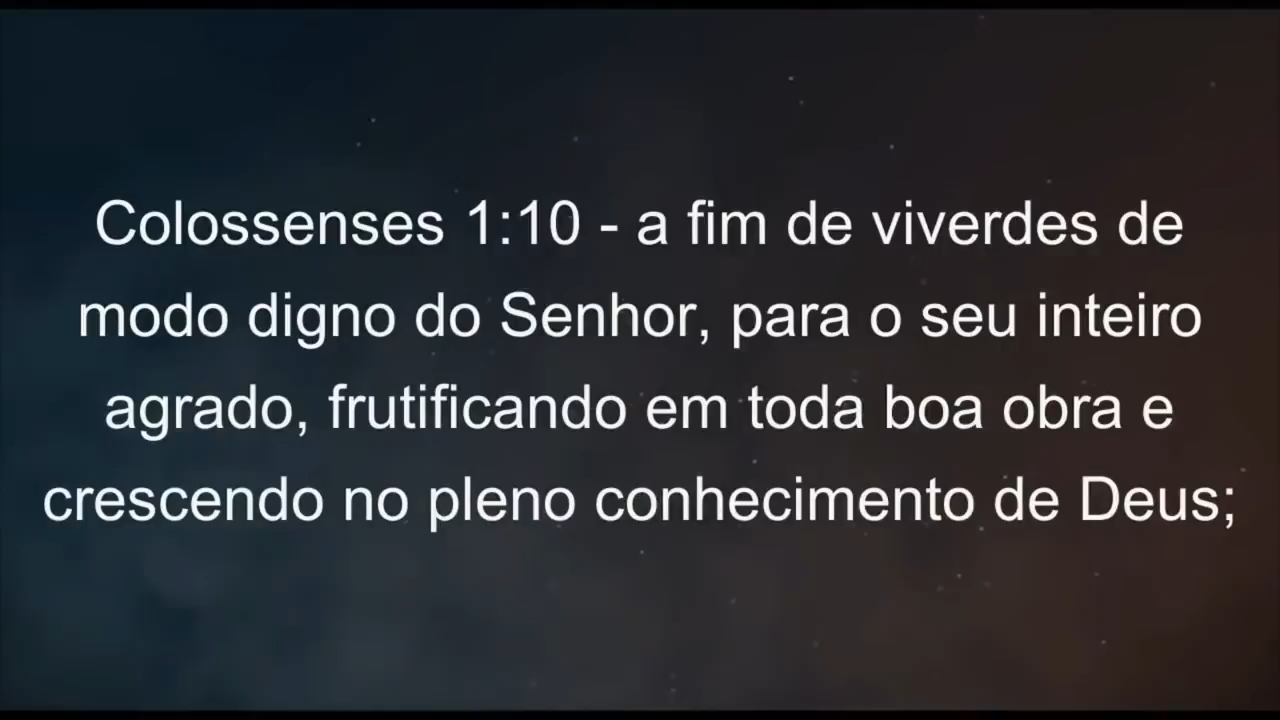 Colossenses 1:10 - a fim de viverdes de
modo digno do Senhor, para o seu inteiro
agrado, frutificando em toda boa obra e
crescendo no pleno conhecimento de Deus;